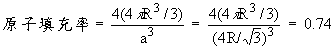 原子填充率 = 4(4πR³/3)/a³ = 4(4πR³/3)/(4R/√3)³ = 0.74